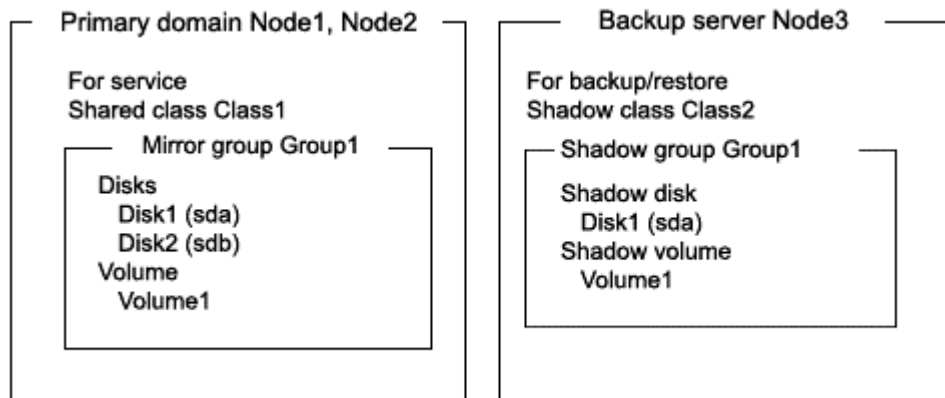 Primary domain Node1, Node2
For service
Shared class Class1
Mirror group Group1
Disks
Disk1 (sda)
Disk2 (sdb)
Volume
Volume1
Backup server Node3
For backup/restore
Shadow class Class2
Shadow group Group1
Shadow disk
Disk1 (sda)
Shadow volume
Volume1